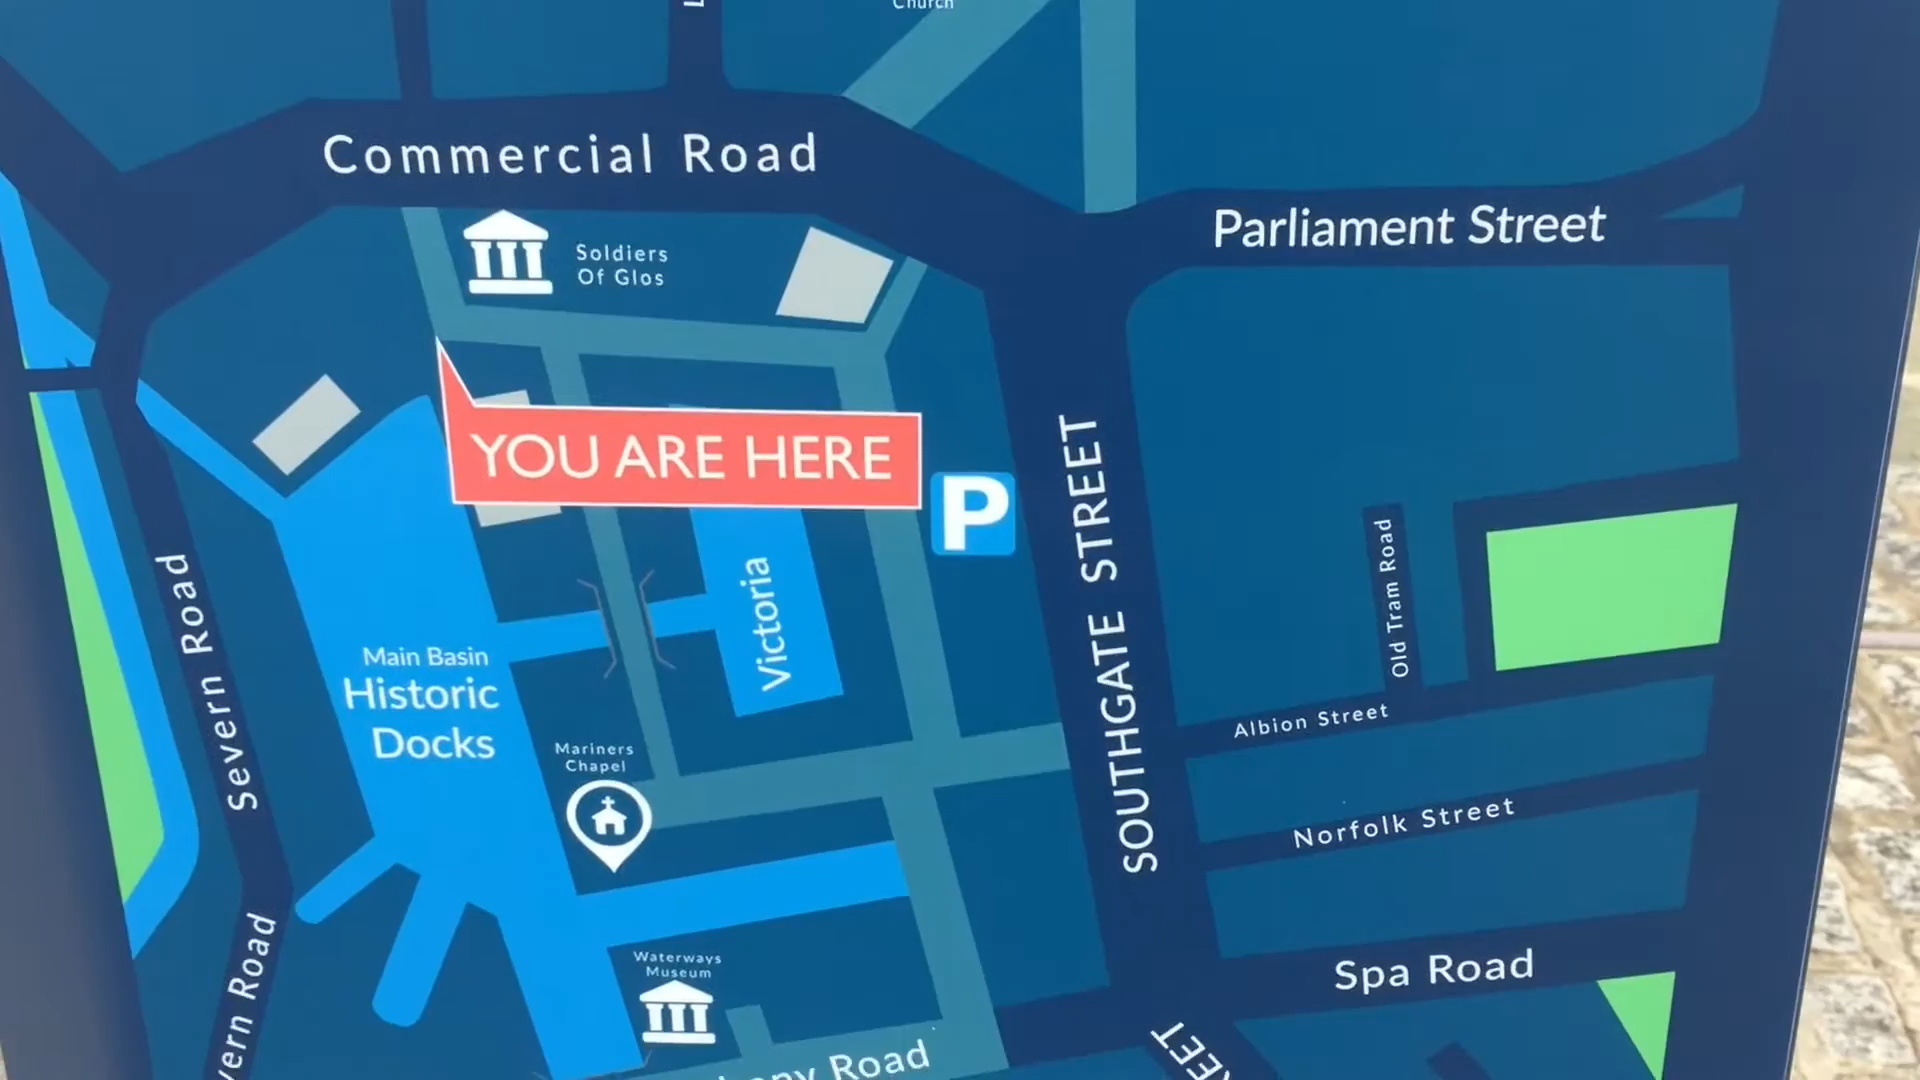 Church
Commercial Road
Parliament Street
Soldiers
Of Glos
YOU ARE HERE
P
SOUTHGATE STREET
Victoria
Old Tram Road
Severn Road
Main Basin
Historic
Docks
Albion Street
Mariners
Chapel
Norfolk Street
Waterways
Museum
Spa Road
Road